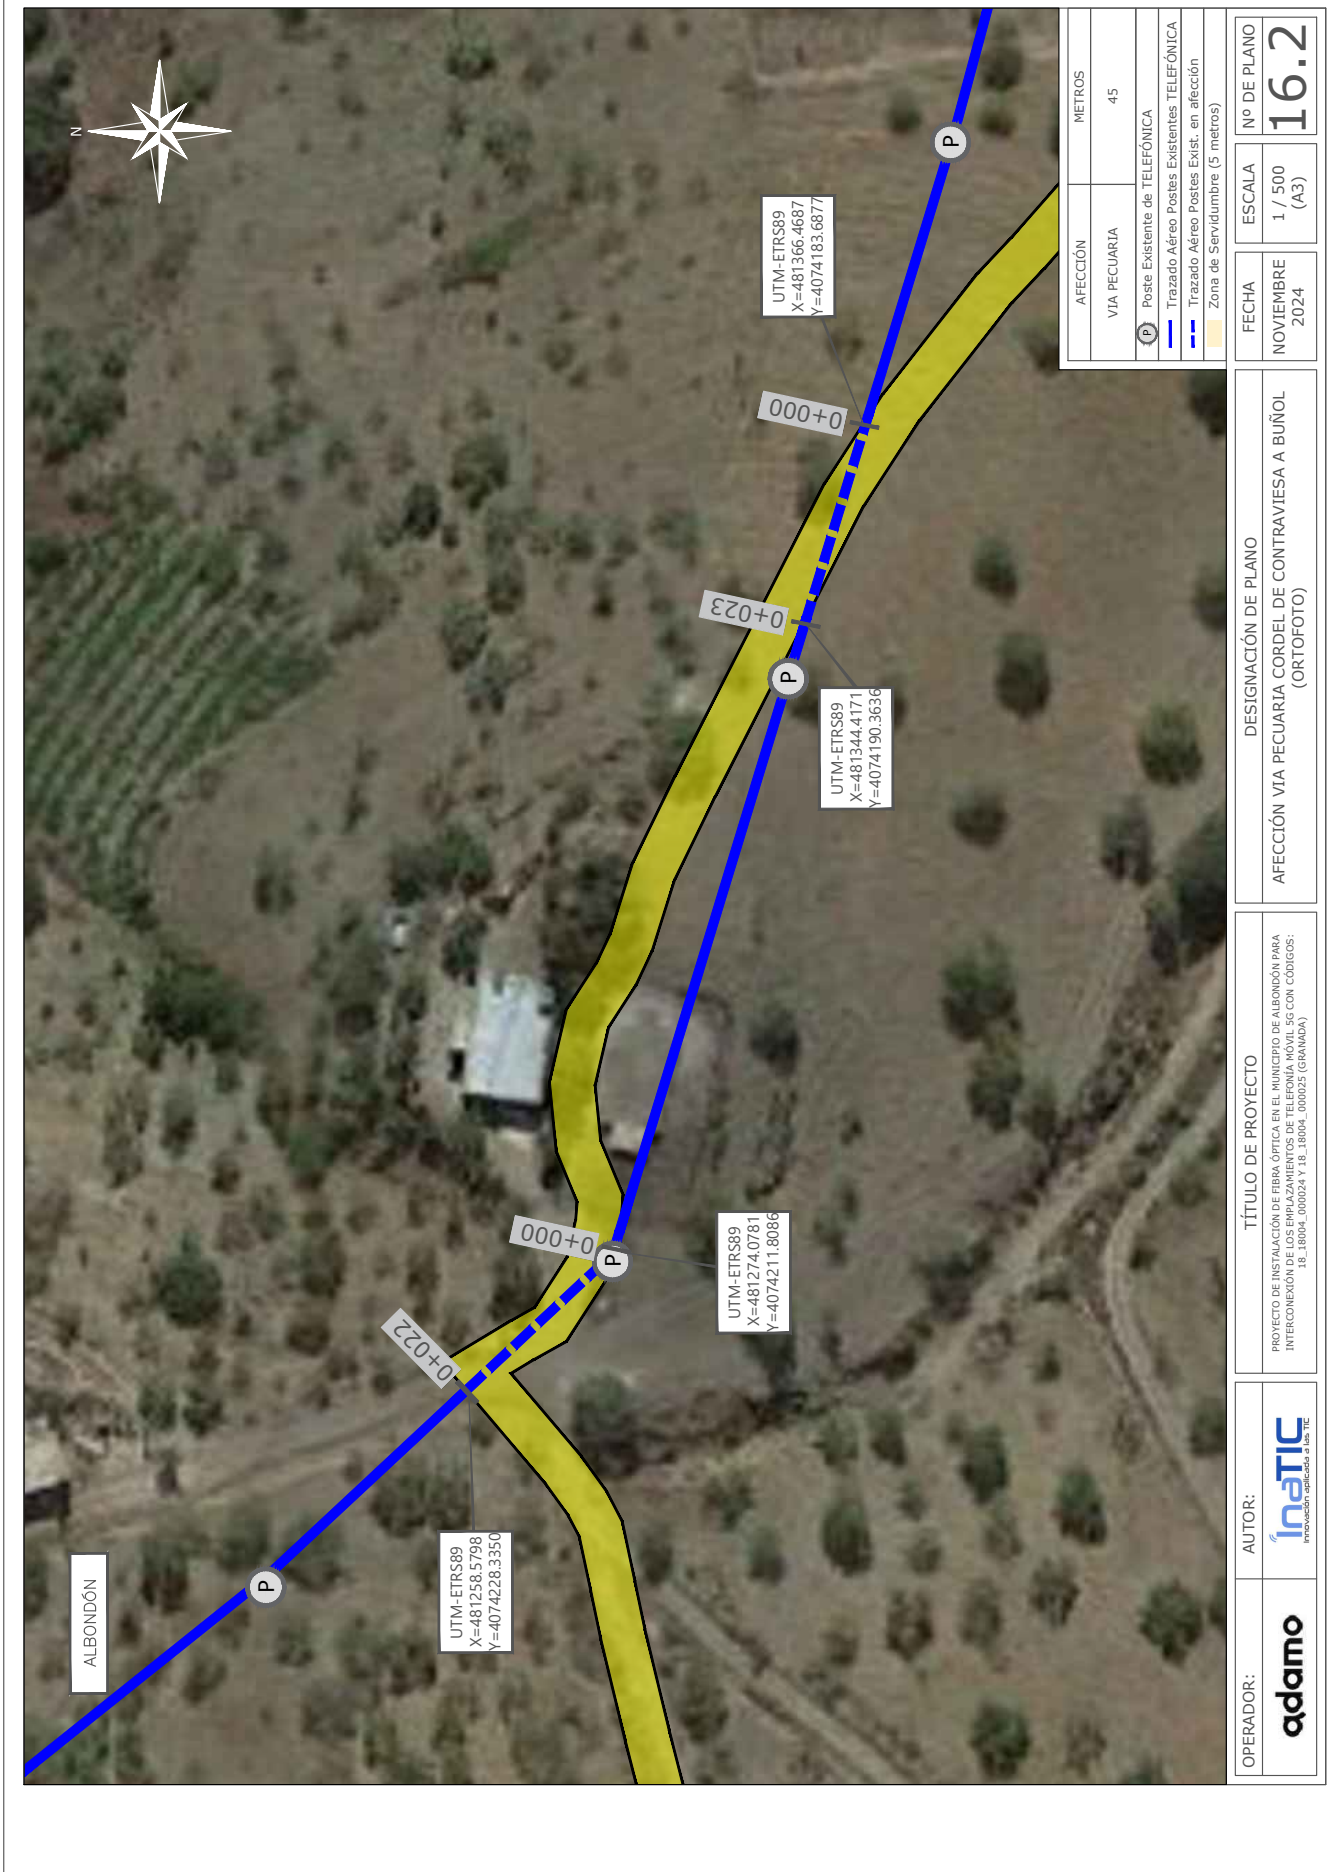 N
ALBONDÓN
UTM-ETRS89
X=481258.5798
Y=4074228.3350
0+022
0+000
UTM-ETRS89
X=481274.0781
Y=4074211.8086
0+023
UTM-ETRS89
X=481344.4171
Y=4074190.3636
0+000
UTM-ETRS89
X=481366.4687
Y=4074183.6877
P
P
P
P
AFECCIÓN
METROS
VIA PECUARIA
45
P
Poste Existente de TELEFÓNICA
Trazado Aéreo Postes Existentes TELEFÓNICA
Trazado Aéreo Postes Exist. en afección
Zona de Servidumbre (5 metros)
OPERADOR:
adamo
AUTOR:
InaTIC
Innovación aplicada a las TIC
TÍTULO DE PROYECTO
PROYECTO DE INSTALACIÓN DE FIBRA ÓPTICA EN EL MUNICIPIO DE ALBONDÓN PARA
INTERCONEXIÓN DE LOS EMPLAZAMIENTOS DE TELEFONÍA MÓVIL 5G CON CÓDIGOS:
18_18004_000024 Y 18_18004_000025 (GRANADA)
DESIGNACIÓN DE PLANO
AFECCIÓN VIA PECUARIA CORDEL DE CONTRAVIESA A BUÑOL
(ORTOFOTO)
FECHA
NOVIEMBRE
2024
ESCALA
1 / 500
(A3)
Nº DE PLANO
16.2